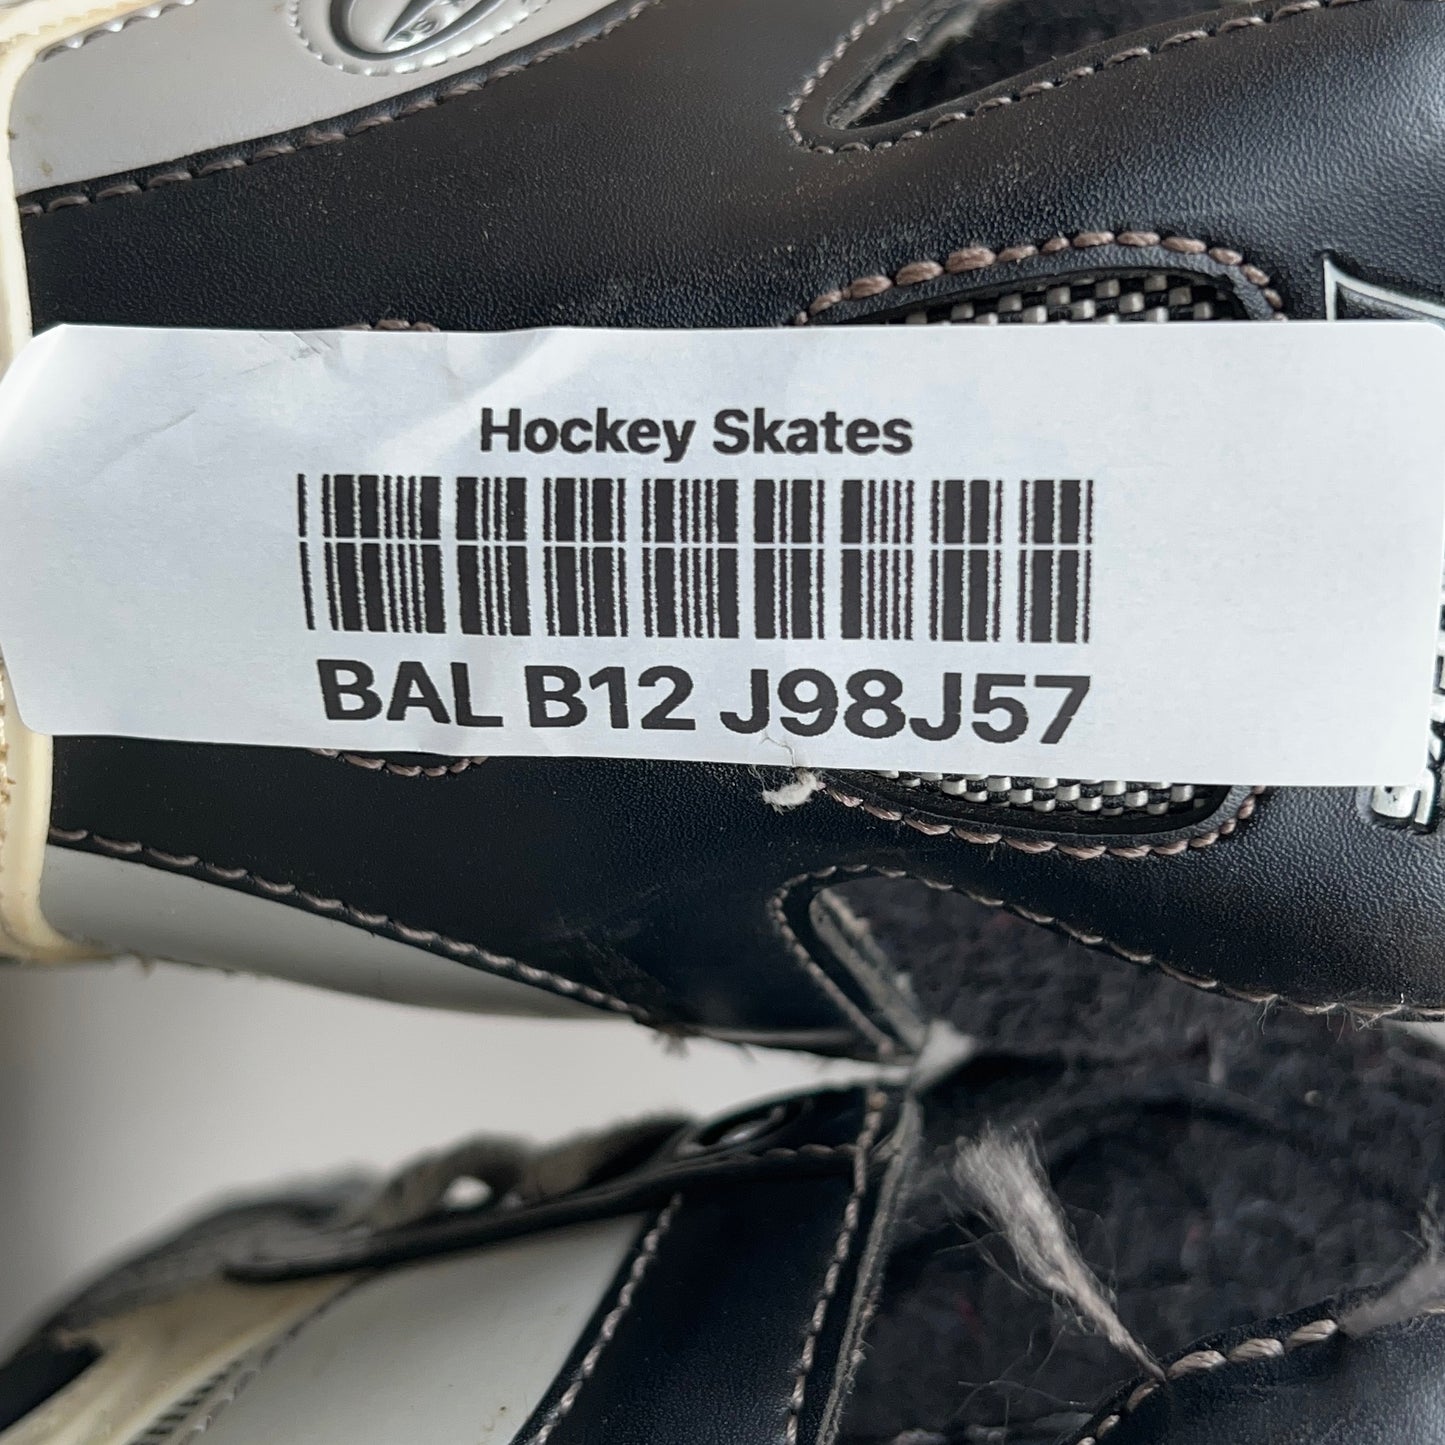 Hockey Skates
BAL B12 J98J57